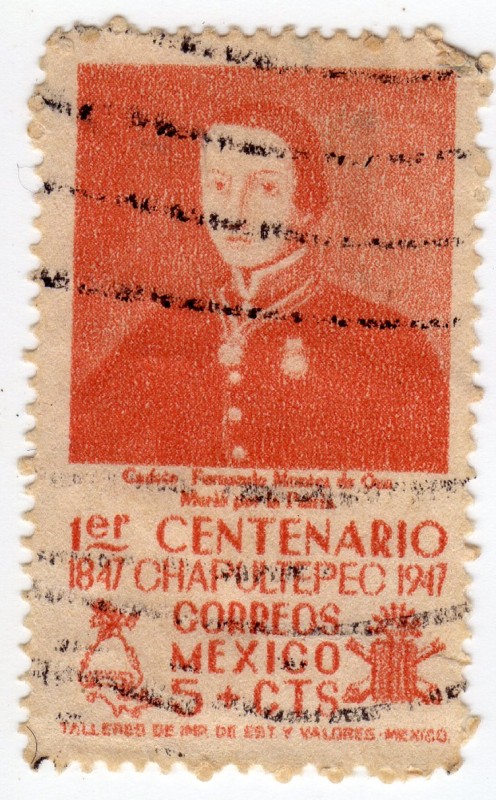 Cadete Fernando Montes de Oca
Murió por la Patria
1er CENTENARIO
1847 CHAPULTEPEC 1947
CORREOS
MEXICO
5 + CTS
TALLERES DE IMP. DE EST. Y VALORES-MEXICO.